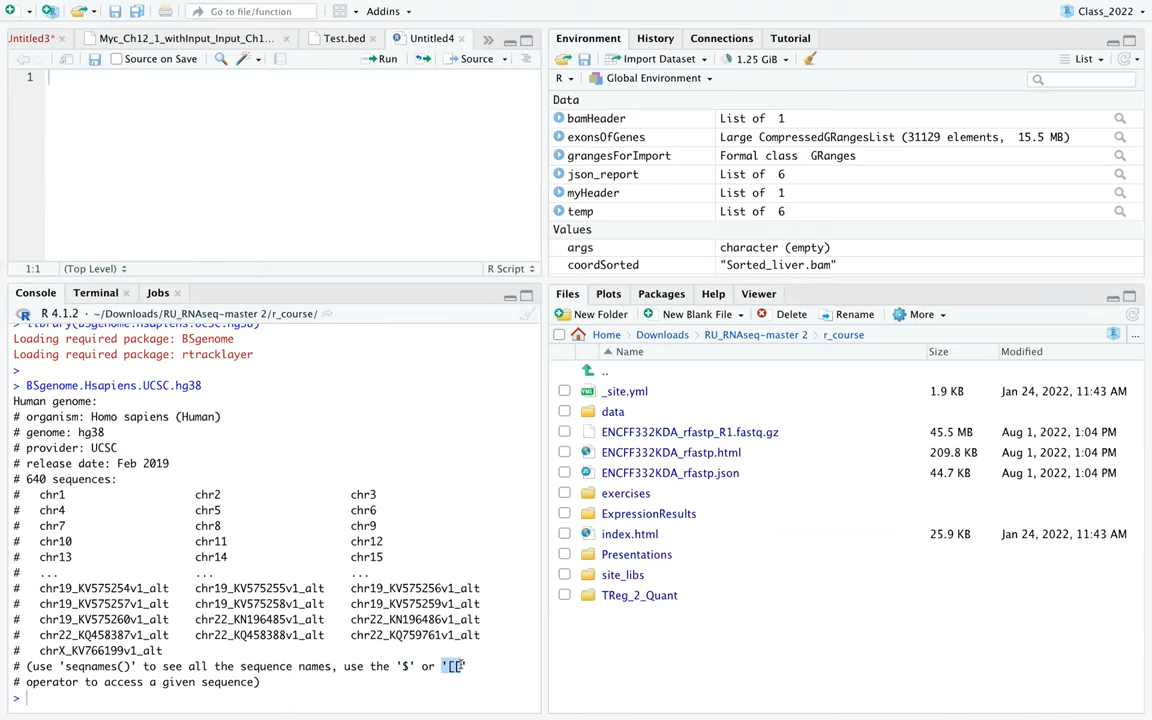 Go to file/function
Addins
Class_2022
Untitled3*
Myc_Ch12_1_withInput_Input_Ch1...
Test.bed
Untitled4
Source on Save
Run
Source
1
1:1
(Top Level)
R Script
Environment
History
Connections
Tutorial
Import Dataset
1.25 GiB
List
R
Global Environment
Data
bamHeader List of 1
exonsOfGenes Large CompressedGRangesList (31129 elements, 15.5 MB)
grangesForImport Formal class GRanges
json_report List of 6
myHeader List of 1
temp List of 6
Values
args character (empty)
coordSorted "Sorted_liver.bam"
Console
Terminal
Jobs
R 4.1.2 · ~/Downloads/RU_RNAseq-master 2/r_course/
> library(BSgenome.Hsapiens.UCSC.hg38)
Loading required package: BSgenome
Loading required package: rtracklayer
>
> BSgenome.Hsapiens.UCSC.hg38
Human genome:
# organism: Homo sapiens (Human)
# genome: hg38
# provider: UCSC
# release date: Feb 2019
# 640 sequences:
# chr1 chr2 chr3
# chr4 chr5 chr6
# chr7 chr8 chr9
# chr10 chr11 chr12
# chr13 chr14 chr15
# ... ... ...
# chr19_KV575254v1_alt chr19_KV575255v1_alt chr19_KV575256v1_alt
# chr19_KV575257v1_alt chr19_KV575258v1_alt chr19_KV575259v1_alt
# chr19_KV575260v1_alt chr22_KN196485v1_alt chr22_KN196486v1_alt
# chr22_KQ458387v1_alt chr22_KQ458388v1_alt chr22_KQ759761v1_alt
# chrX_KV766199v1_alt
# (use 'seqnames()' to see all the sequence names, use the '$' or '[['
# operator to access a given sequence)
>
Files
Plots
Packages
Help
Viewer
New Folder
New Blank File
Delete
Rename
More
Home
Downloads
RU_RNAseq-master 2
r_course
...
Name Size Modified
..
_site.yml 1.9 KB Jan 24, 2022, 11:43 AM
data
ENCFF332KDA_rfastp_R1.fastq.gz 45.5 MB Aug 1, 2022, 1:04 PM
ENCFF332KDA_rfastp.html 209.8 KB Aug 1, 2022, 1:04 PM
ENCFF332KDA_rfastp.json 44.7 KB Aug 1, 2022, 1:04 PM
exercises
ExpressionResults
index.html 25.9 KB Jan 24, 2022, 11:43 AM
Presentations
site_libs
TReg_2_Quant